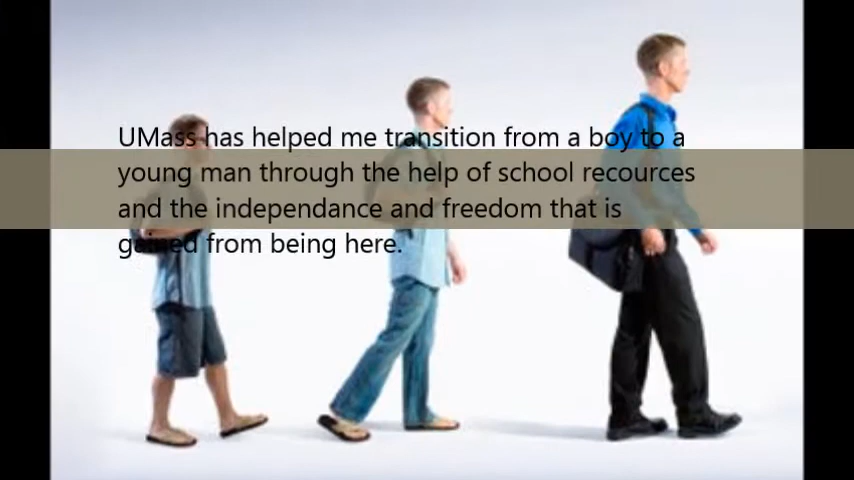 UMass has helped me transition from a boy to a
young man through the help of school recources
and the independance and freedom that is
gained from being here.